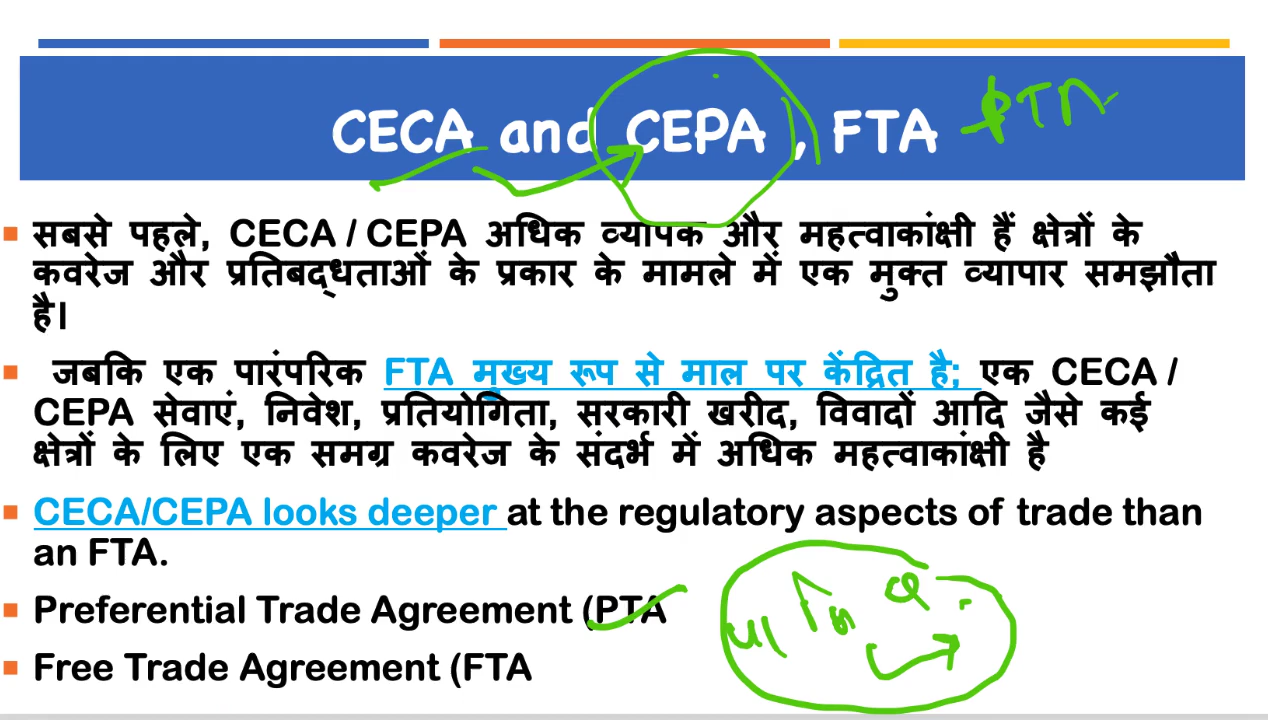 CECA and CEPA , FTA PTA
सबसे पहले, CECA / CEPA अधिक व्यापक और महत्वाकांक्षी हैं क्षेत्रों के
कवरेज और प्रतिबद्धताओं के प्रकार के मामले में एक मुक्त व्यापार समझौता
है।
जबकि एक पारंपरिक FTA मुख्य रूप से माल पर केंद्रित है; एक CECA /
CEPA सेवाएं, निवेश, प्रतियोगिता, सरकारी खरीद, विवादों आदि जैसे कई
क्षेत्रों के लिए एक समग्र कवरेज के संदर्भ में अधिक महत्वाकांक्षी है
CECA/CEPA looks deeper at the regulatory aspects of trade than
an FTA.
Preferential Trade Agreement (PTA
Free Trade Agreement (FTA